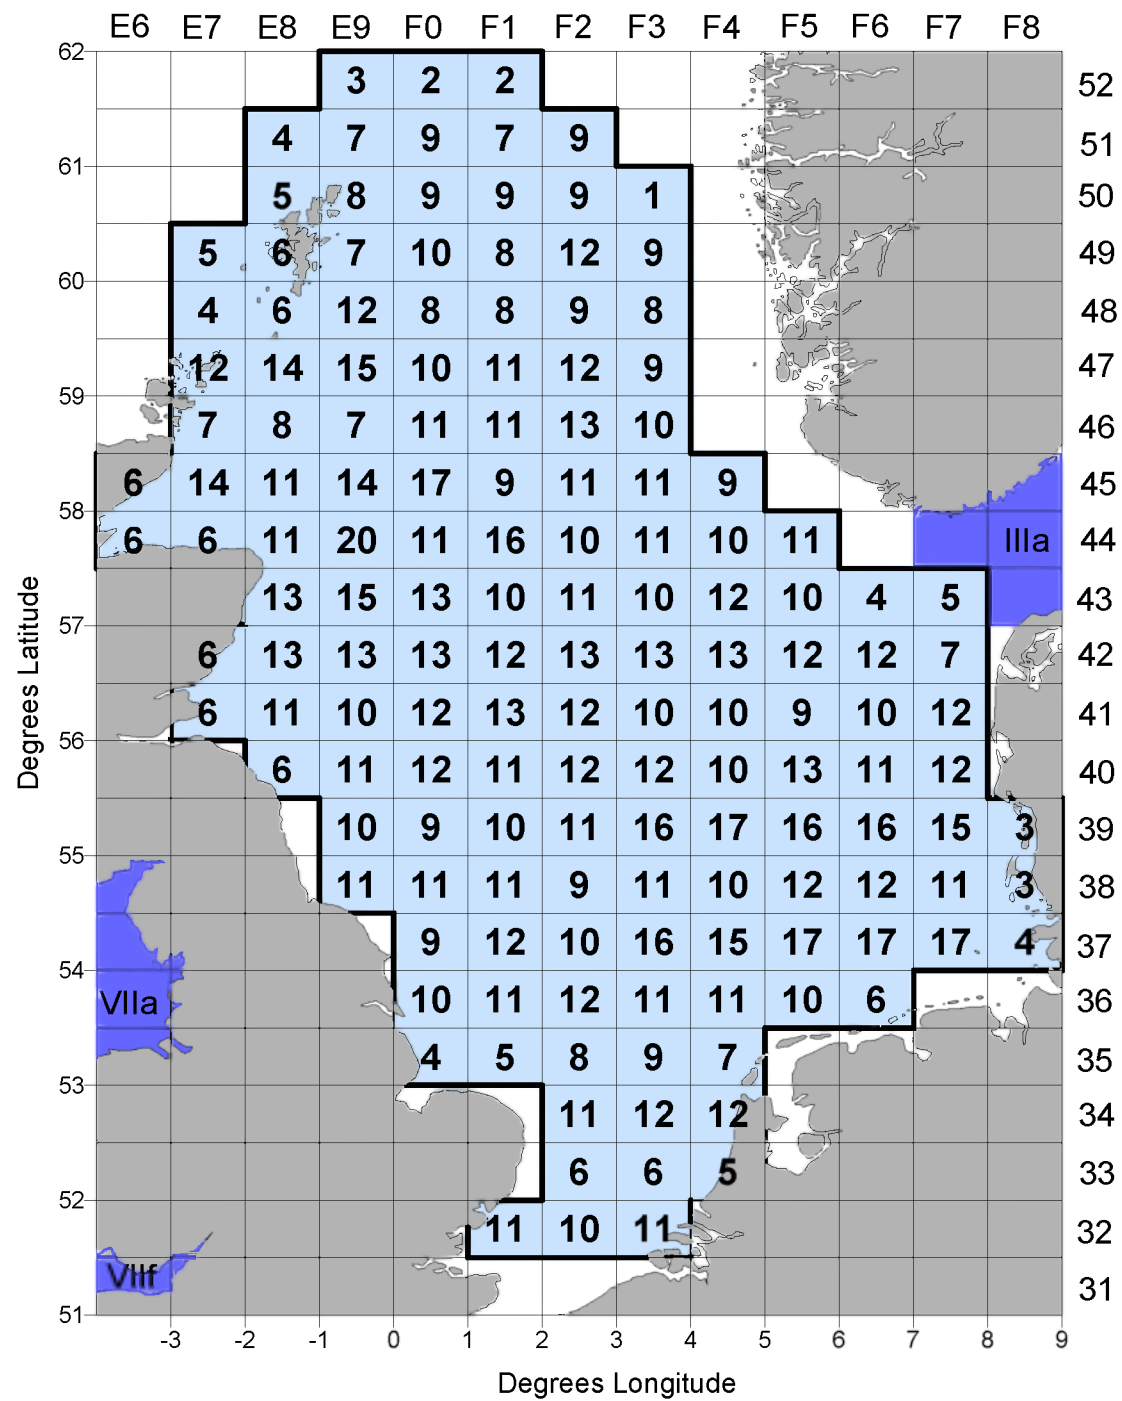 E6 E7 E8 E9 F0 F1 F2 F3 F4 F5 F6 F7 F8
62
3 2 2 52
4 7 9 7 9 51
61
5 8 9 9 9 1 50
5 6 7 10 8 12 9 49
60
4 6 12 8 8 9 8 48
12 14 15 10 11 12 9 47
59
7 8 7 11 11 13 10 46
6 14 11 14 17 9 11 11 9 45
58
6 6 11 20 11 16 10 11 10 11 IIIa 44
13 15 13 10 11 10 12 10 4 5 43
57
6 13 13 13 12 13 13 13 12 12 7 42
6 11 10 12 13 12 10 10 9 10 12 41
56
6 11 12 11 12 12 10 13 11 12 40
10 9 10 11 16 17 16 16 15 3 39
55
11 11 11 9 11 10 12 12 11 3 38
9 12 10 16 15 17 17 17 4 37
54
VIIa 10 11 12 11 11 10 6 36
4 5 8 9 7 35
53
11 12 12 34
6 6 5 33
52
11 10 11 32
VIIf 31
51
-3 -2 -1 0 1 2 3 4 5 6 7 8 9
Degrees Longitude
Degrees Latitude